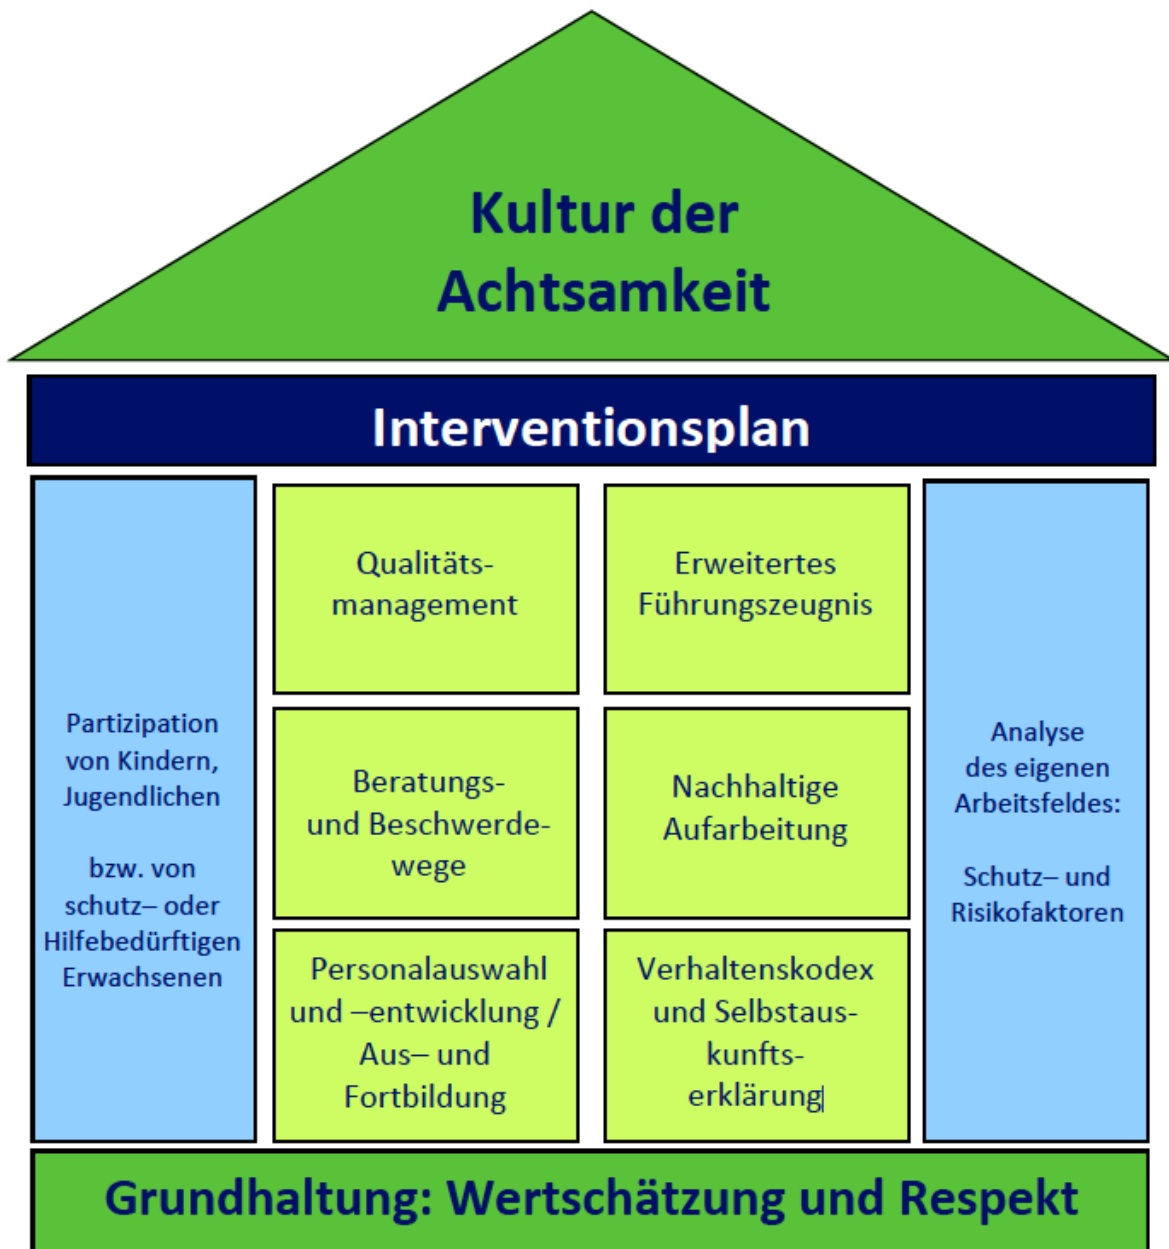 Kultur der
Achtsamkeit
Interventionsplan
Partizipation
von Kindern,
Jugendlichen
bzw. von
schutz– oder
Hilfebedürftigen
Erwachsenen
Qualitäts-
management
Erweitertes
Führungszeugnis
Beratungs-
und Beschwerde-
wege
Nachhaltige
Aufarbeitung
Personalauswahl
und –entwicklung /
Aus– und
Fortbildung
Verhaltenskodex
und Selbstaus-
kunfts-
erklärung
Analyse
des eigenen
Arbeitsfeldes:
Schutz– und
Risikofaktoren
Grundhaltung: Wertschätzung und Respekt